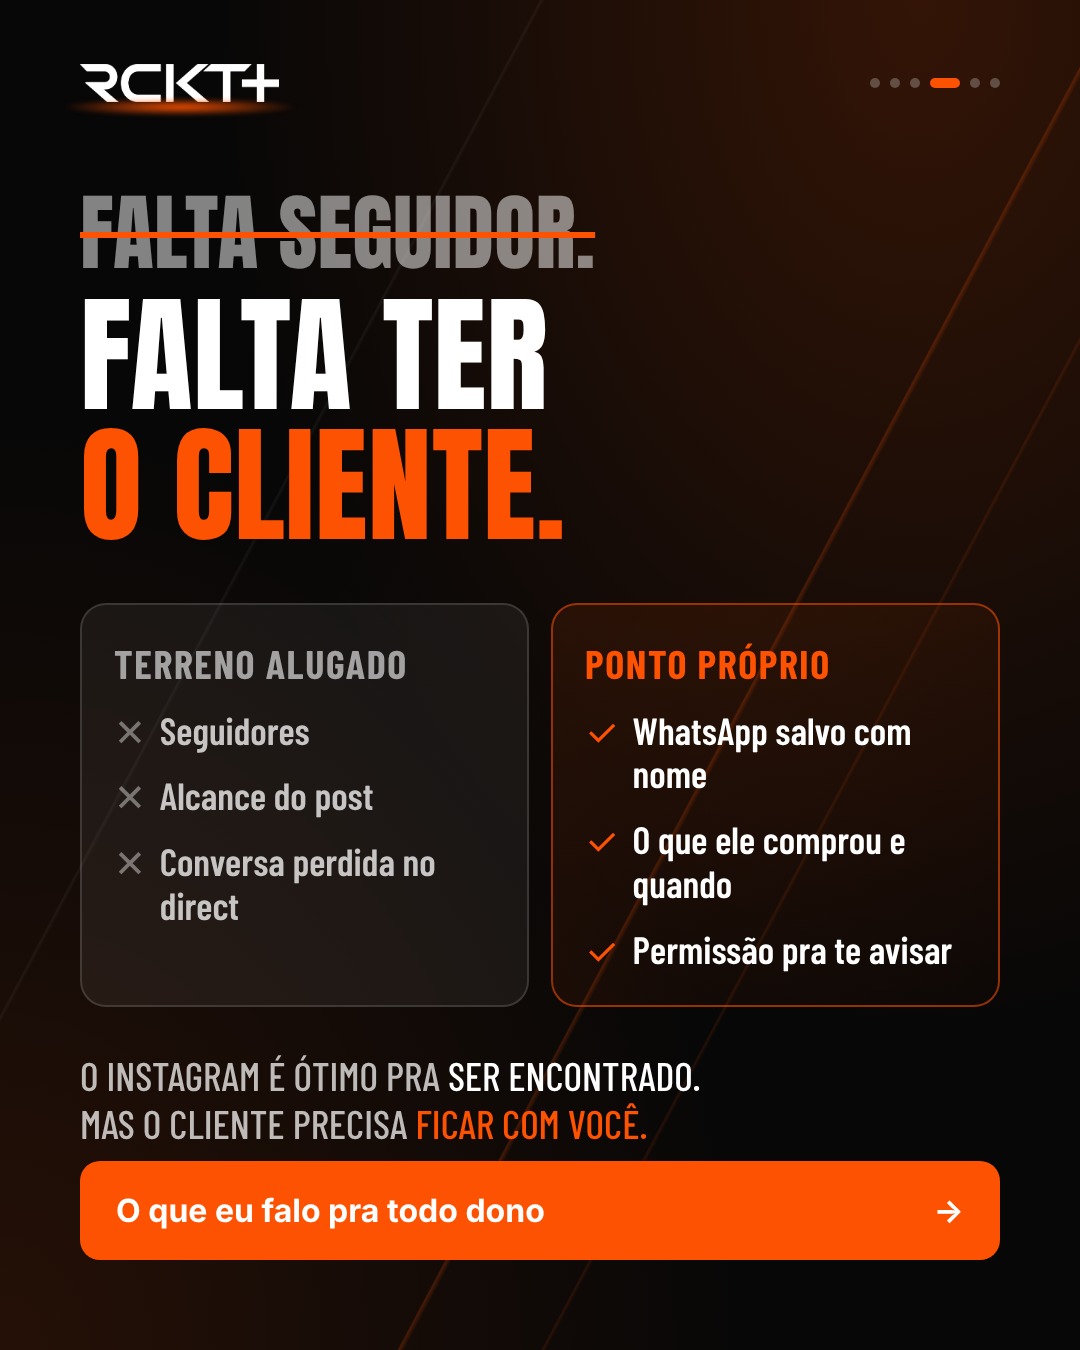 RCKT+
FALTA SEGUIDOR.
FALTA TER
O CLIENTE.
TERRENO ALUGADO
Seguidores
Alcance do post
Conversa perdida no
direct
PONTO PRÓPRIO
WhatsApp salvo com
nome
O que ele comprou e
quando
Permissão pra te avisar
O INSTAGRAM É ÓTIMO PRA SER ENCONTRADO.
MAS O CLIENTE PRECISA FICAR COM VOCÊ.
O que eu falo pra todo dono →